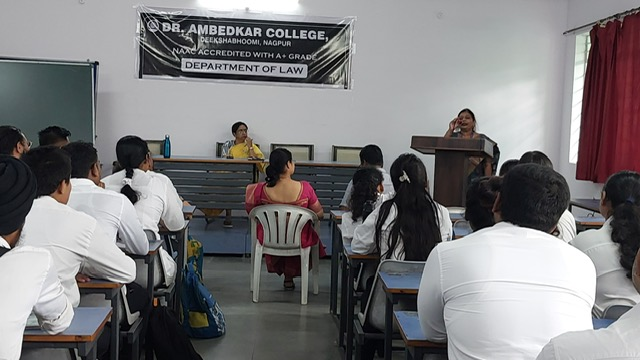 DR. AMBEDKAR COLLEGE,
DEEKSHABHOOMI, NAGPUR
NAAC ACCREDITED WITH A+ GRADE
DEPARTMENT OF LAW